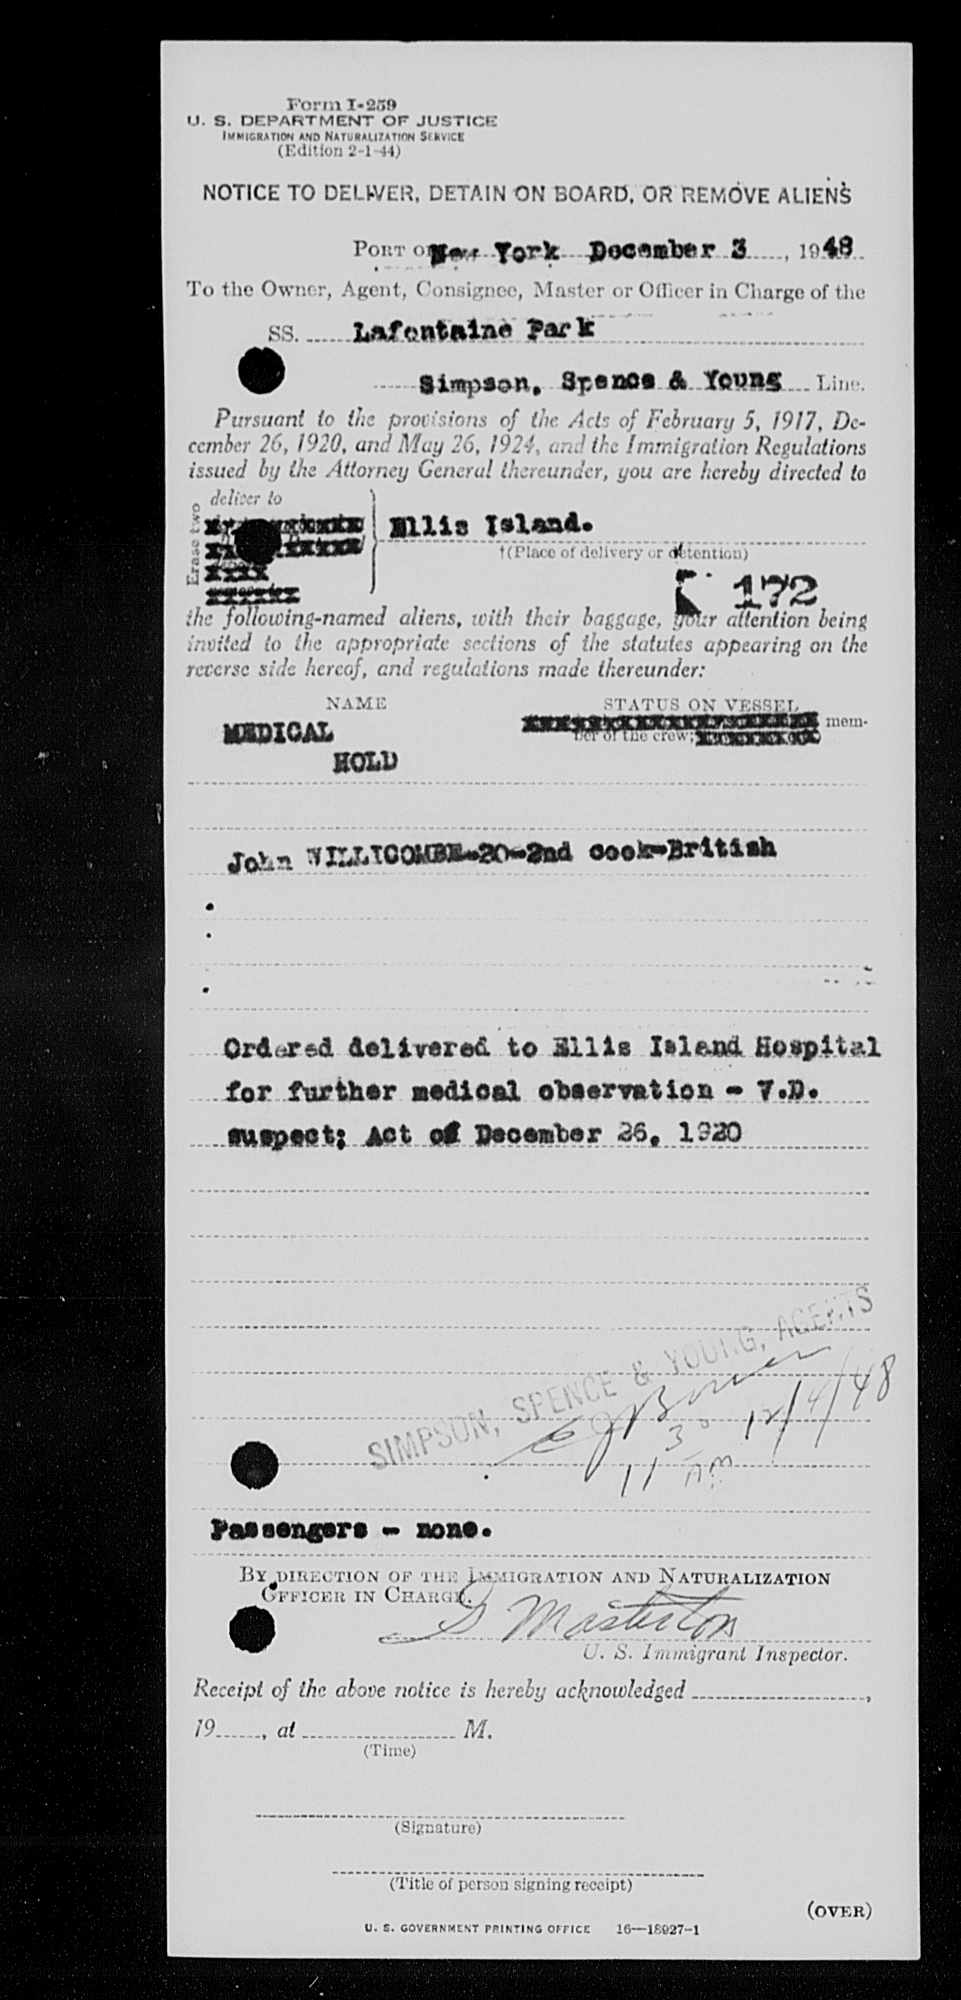 Form I-259
U. S. DEPARTMENT OF JUSTICE
IMMIGRATION AND NATURALIZATION SERVICE
(Edition 2-1-44)
NOTICE TO DELIVER, DETAIN ON BOARD, OR REMOVE ALIENS
PORT OF New York December 3, 1948
To the Owner, Agent, Consignee, Master or Officer in Charge of the
SS. Lafontaine Park
Simpson, Spence & Young Line.
Pursuant to the provisions of the Acts of February 5, 1917, De-
cember 26, 1920, and May 26, 1924, and the Immigration Regulations
issued by the Attorney General thereunder, you are hereby directed to
Erase two
deliver to
Ellis Island.
†(Place of delivery or detention)
172
the following-named aliens, with their baggage, your attention being
invited to the appropriate sections of the statutes appearing on the
reverse side hereof, and regulations made thereunder:
NAME STATUS ON VESSEL
MEDICAL mem-
ber of the crew;
HOLD
John WILLICOMBE-20-2nd cook-British
Ordered delivered to Ellis Island Hospital
for further medical observation - V.D.
suspect; Act of December 26, 1920
SIMPSON, SPENCE & YOUNG, AGENTS
12/4/48
11 30 AM
Passengers - none.
BY DIRECTION OF THE IMMIGRATION AND NATURALIZATION
OFFICER IN CHARGE.
S Masterton
U. S. Immigrant Inspector.
Receipt of the above notice is hereby acknowledged ,
19 , at M.
(Time)
(Signature)
(Title of person signing receipt)
(OVER)
U. S. GOVERNMENT PRINTING OFFICE 16—18927-1